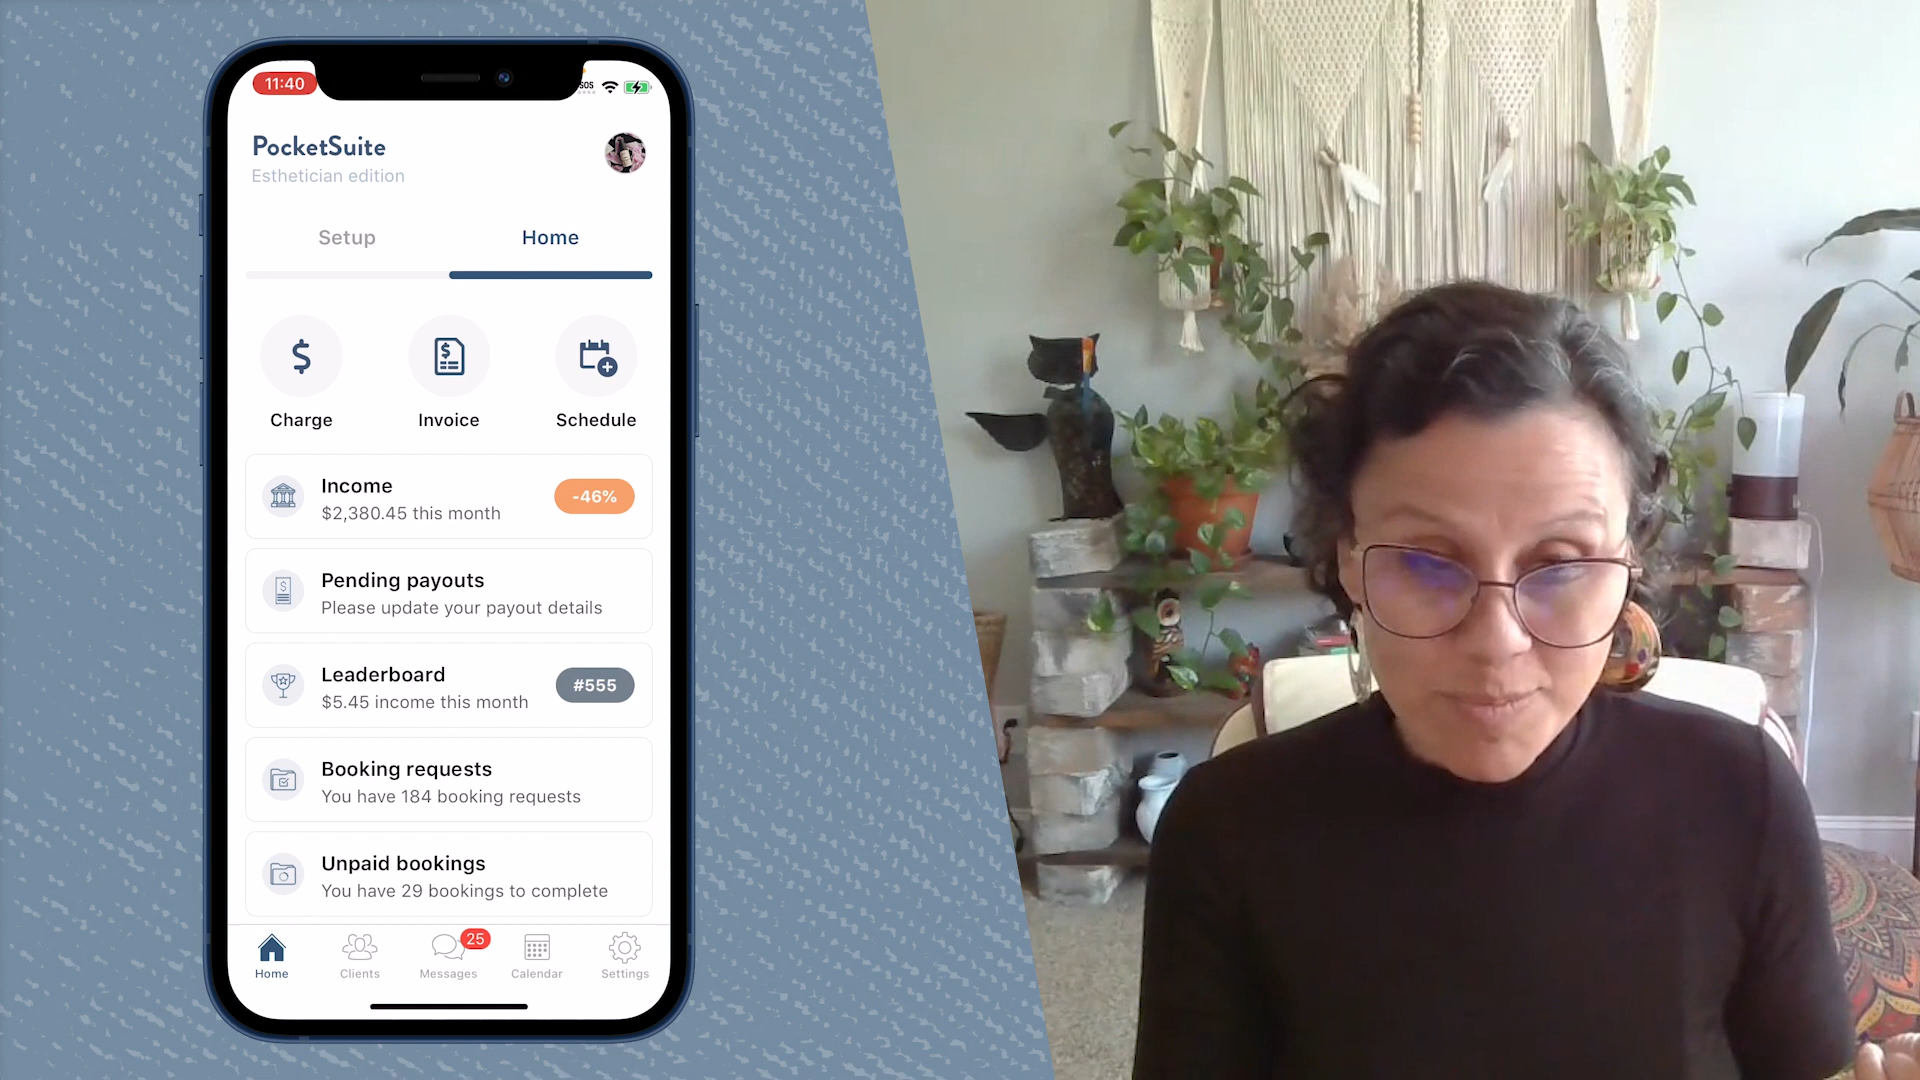 11:40
SOS
PocketSuite
Esthetician edition
Setup
Home
Charge
Invoice
Schedule
Income
$2,380.45 this month
-46%
Pending payouts
Please update your payout details
Leaderboard
$5.45 income this month
#555
Booking requests
You have 184 booking requests
Unpaid bookings
You have 29 bookings to complete
25
Home
Clients
Messages
Calendar
Settings